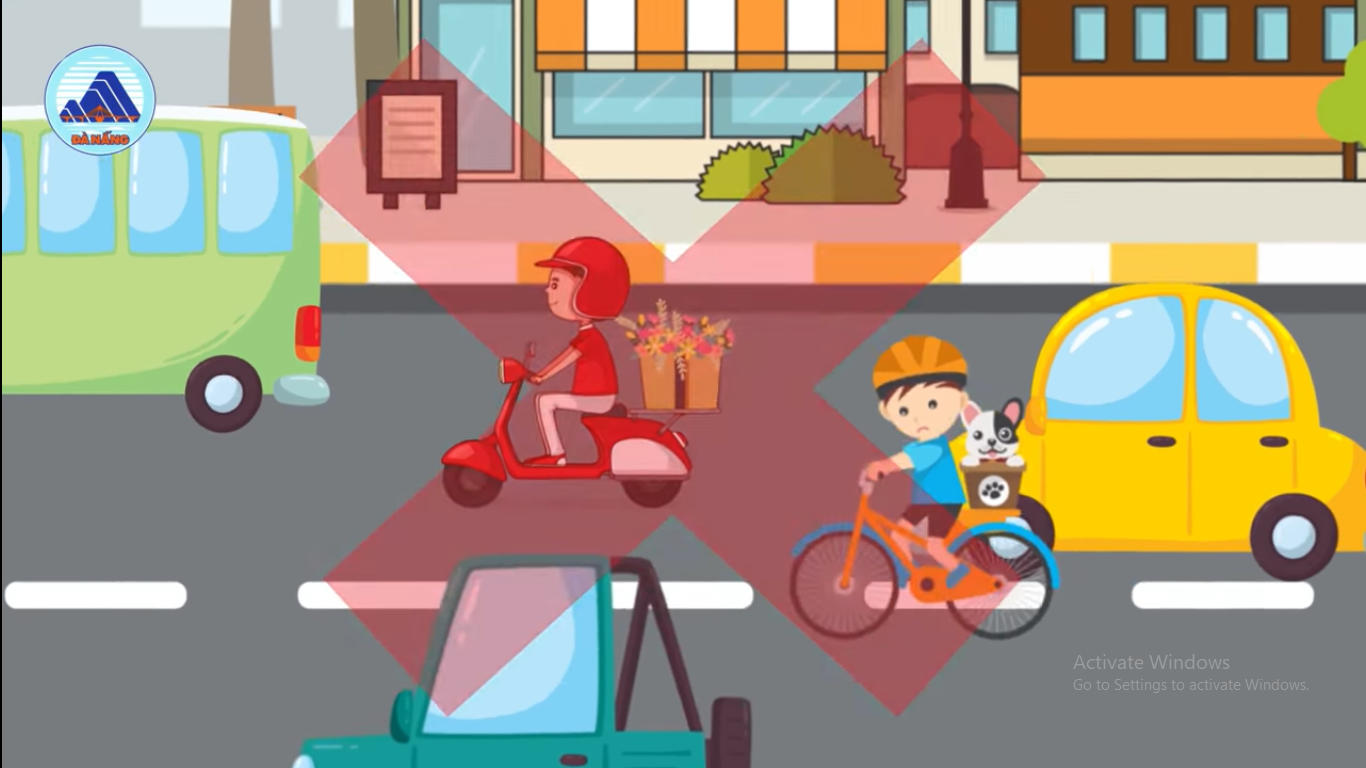 ĐÀ NẴNG
Activate Windows
Go to Settings to activate Windows.